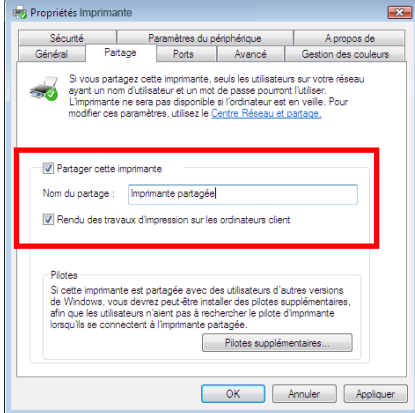 Propriétés Imprimante
Sécurité Paramètres du périphérique A propos de
Général Partage Ports Avancé Gestion des couleurs
Si vous partagez cette imprimante, seuls les utilisateurs sur votre réseau
ayant un nom d'utilisateur et un mot de passe pourront l'utiliser.
L'imprimante ne sera pas disponible si l'ordinateur est en veille. Pour
modifier ces paramètres, utilisez le Centre Réseau et
partage.
Partager cette imprimante
Nom du partage : Imprimante partagée
Rendu des travaux d'impression sur les ordinateurs client
Pilotes
Si cette imprimante est partagée avec des utilisateurs d'autres versions
de Windows, vous devrez peut-être installer des pilotes supplémentaires,
afin que les utilisateurs n'aient pas à rechercher le pilote d'imprimante
lorsqu'ils se connectent à l'imprimante partagée.
Pilotes supplémentaires...
OK Annuler Appliquer